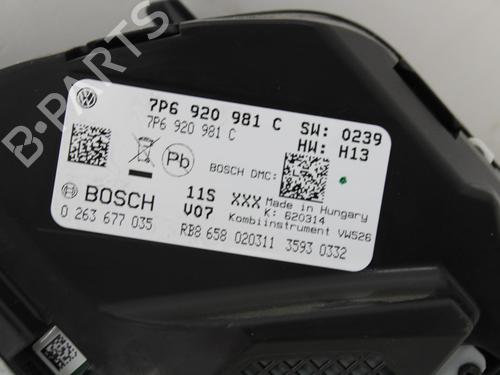 B-PARTS
7P6 920 981 C SW: 0239
7P6 920 981 C HW: H13
Pb
BOSCH DMC:
BOSCH 11S XXX Made in Hungary
K: 620314
0 263 677 035 V07 Kombiinstrument VW526
RB8 658 020311 3593 0332